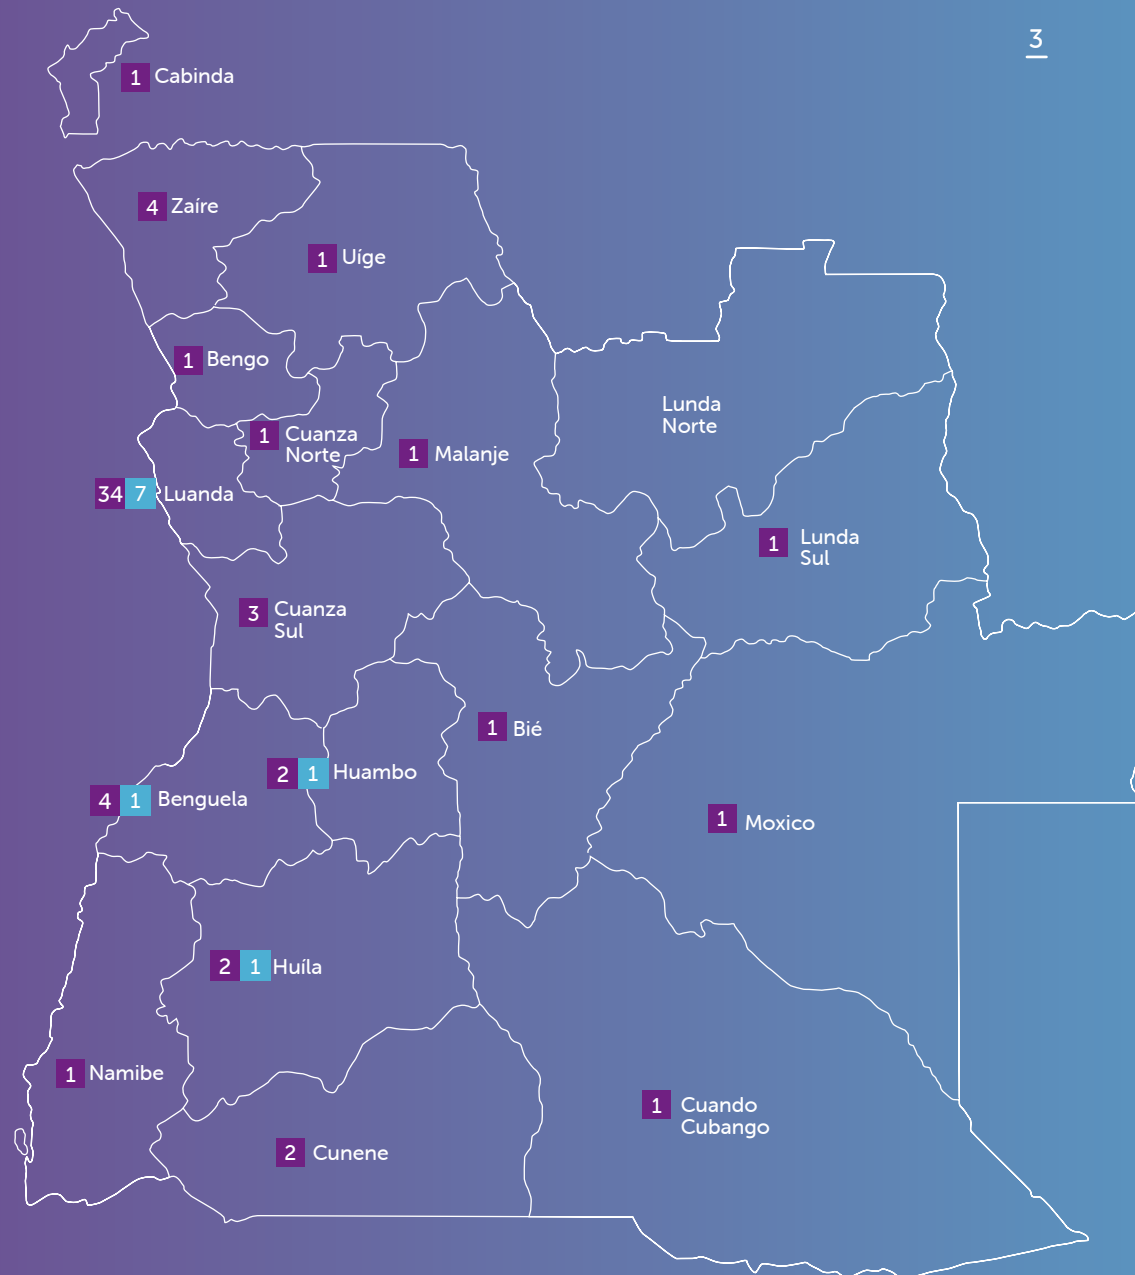 3
1 Cabinda
4 Zaíre
1 Uíge
1 Bengo
Lunda
Norte
1 Cuanza
Norte
1 Malanje
34 7 Luanda
1 Lunda
Sul
3 Cuanza
Sul
1 Bié
2 1 Huambo
4 1 Benguela
1 Moxico
2 1 Huíla
1 Namibe
1 Cuando
Cubango
2 Cunene